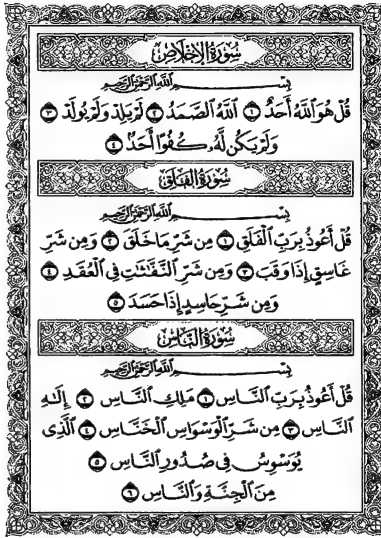 سُورَةُ الإِخْلَاصِ
بِسْمِ ٱللَّهِ ٱلرَّحْمَٰنِ ٱلرَّحِيمِ
قُلْ هُوَ ٱللَّهُ أَحَدٌ ١ ٱللَّهُ ٱلصَّمَدُ ٢ لَمْ يَلِدْ وَلَمْ يُولَدْ ٣
وَلَمْ يَكُن لَّهُۥ كُفُوًا أَحَدٌۢ ٤
سُورَةُ الفَلَقِ
بِسْمِ ٱللَّهِ ٱلرَّحْمَٰنِ ٱلرَّحِيمِ
قُلْ أَعُوذُ بِرَبِّ ٱلْفَلَقِ ١ مِن شَرِّ مَا خَلَقَ ٢ وَمِن شَرِّ
غَاسِقٍ إِذَا وَقَبَ ٣ وَمِن شَرِّ ٱلنَّفَّٰثَٰتِ فِى ٱلْعُقَدِ ٤
وَمِن شَرِّ حَاسِدٍ إِذَا حَسَدَ ٥
سُورَةُ النَّاسِ
بِسْمِ ٱللَّهِ ٱلرَّحْمَٰنِ ٱلرَّحِيمِ
قُلْ أَعُوذُ بِرَبِّ ٱلنَّاسِ ١ مَلِكِ ٱلنَّاسِ ٢ إِلَٰهِ
ٱلنَّاسِ ٣ مِن شَرِّ ٱلْوَسْوَاسِ ٱلْخَنَّاسِ ٤ ٱلَّذِى
يُوَسْوِسُ فِى صُدُورِ ٱلنَّاسِ ٥
مِنَ ٱلْجِنَّةِ وَٱلنَّاسِ ٦